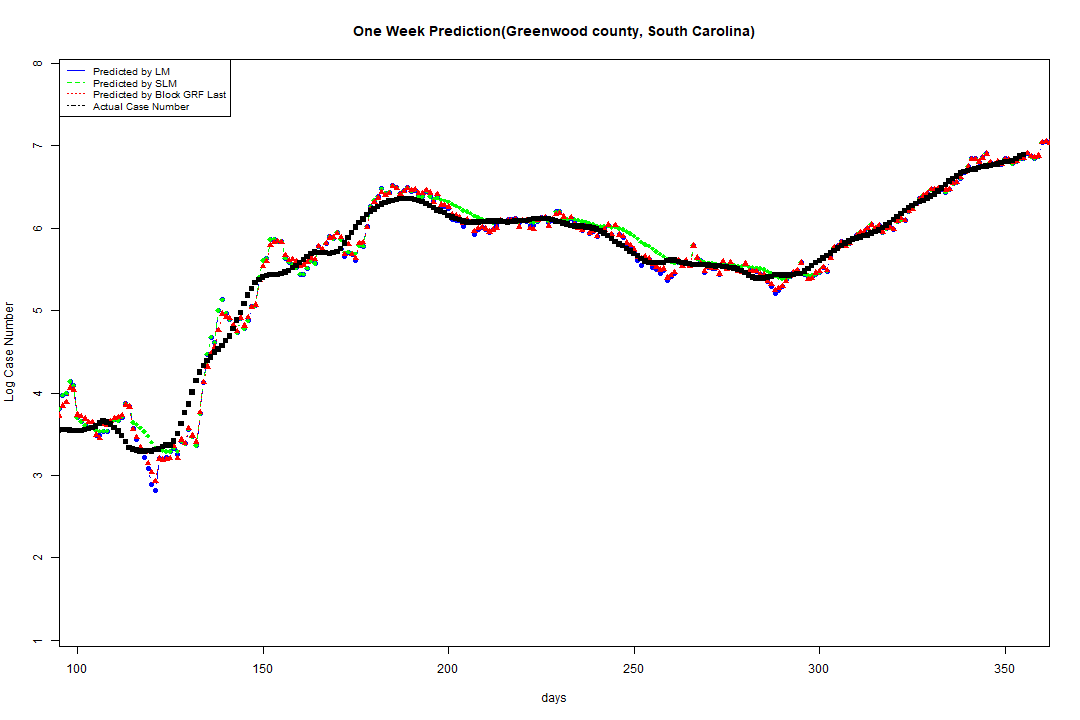 One Week Prediction(Greenwood county, South Carolina)
Predicted by LM
Predicted by SLM
Predicted by Block GRF Last
Actual Case Number
8
7
6
5
4
3
2
1
Log Case Number
100 150 200 250 300 350
days